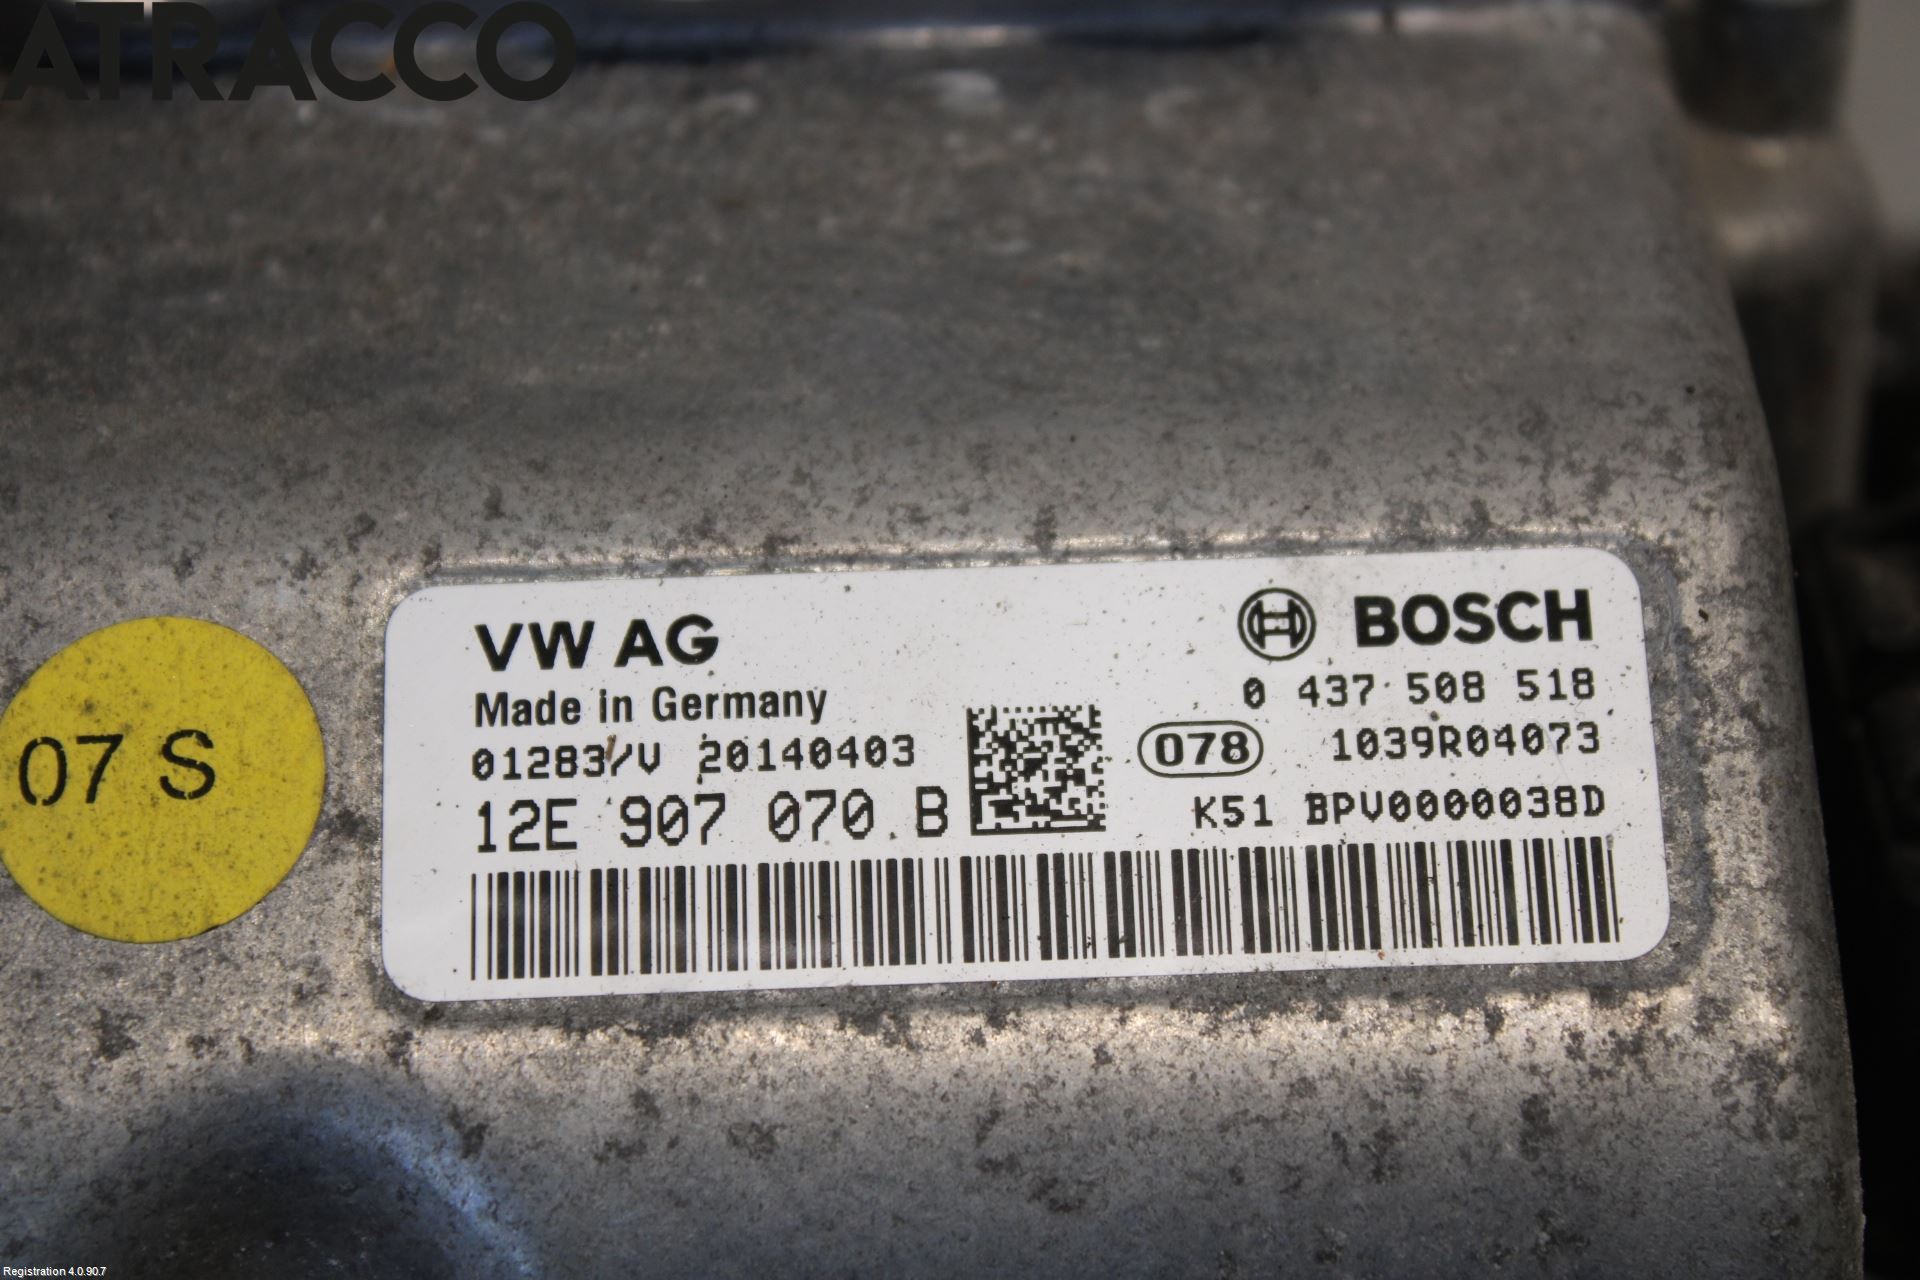 ATRACCO
VW AG
Made in Germany
01283/V 20140403
12E 907 070 B
BOSCH
0 437 508 518
078 1039R04073
K51 BPV0000038D
07 S
Registration 4.0.90.7